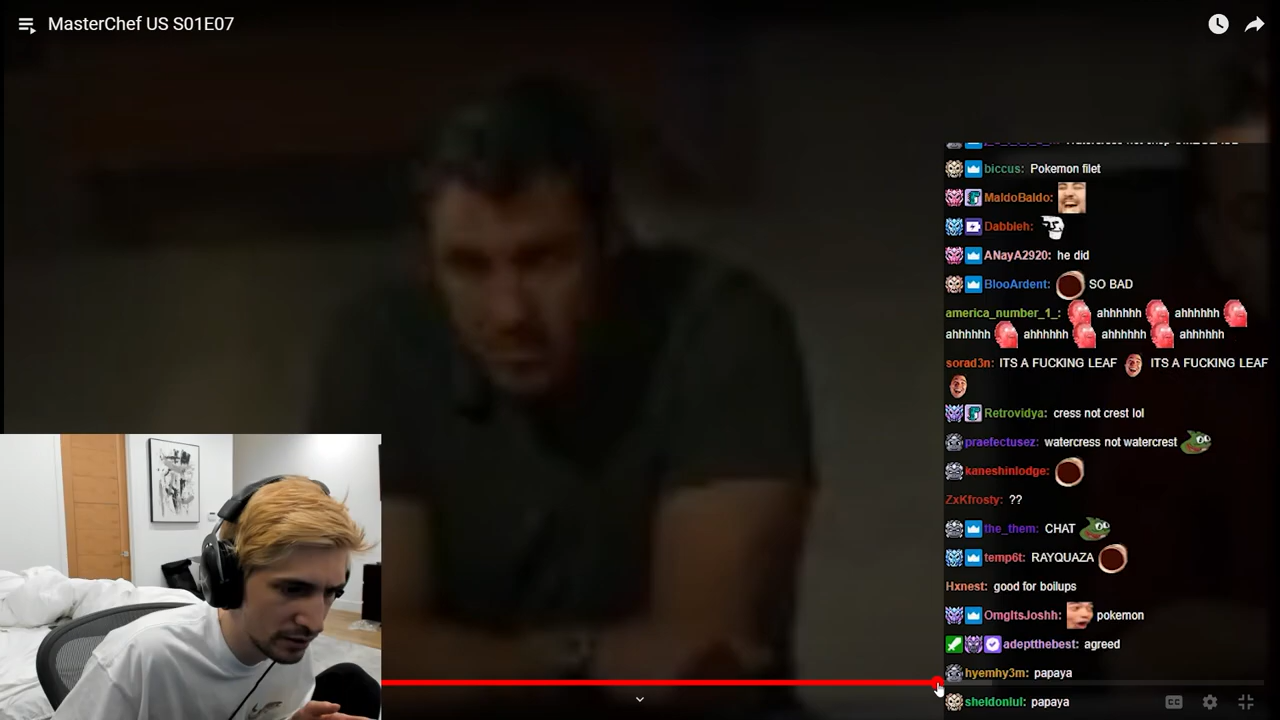 MasterChef US S01E07
biccus: Pokemon filet
MaldoBaldo:
Dabbleh:
ANayA2920: he did
BlooArdent: SO BAD
america_number_1_: ahhhhhh ahhhhhh
ahhhhhh ahhhhhh ahhhhhh ahhhhhh
sorad3n: ITS A FUCKING LEAF ITS A FUCKING LEAF
Retrovidya: cress not crest lol
praefectusez: watercress not watercrest
kaneshinlodge:
ZxKfrosty: ??
the_them: CHAT
temp6t: RAYQUAZA
Hxnest: good for boilups
OmgItsJoshh: pokemon
adeptthebest: agreed
hyemhy3m: papaya
sheldonlul: papaya
CC